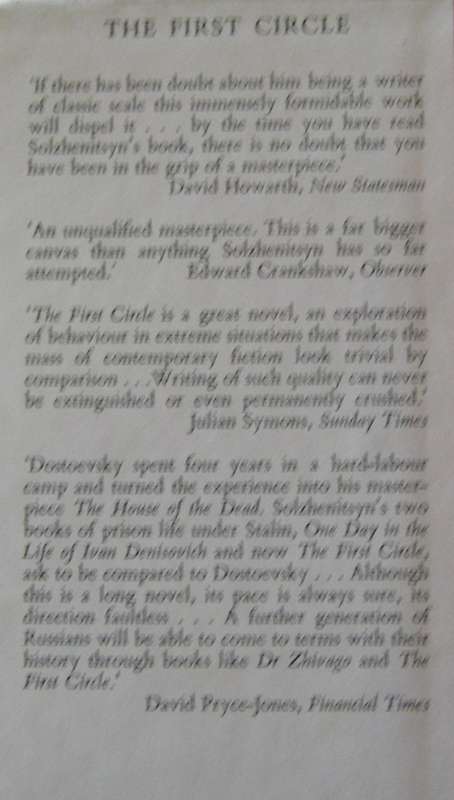 THE FIRST CIRCLE
'If there has been doubt about him being a writer
of classic scale this immensely formidable work
will dispel it . . . by the time you have read
Solzhenitsyn's book, there is no doubt that you
have been in the grip of a masterpiece.'
David Howarth, New Statesman
'An unqualified masterpiece. This is a far bigger
canvas than anything Solzhenitsyn has so far
attempted.' Edward Crankshaw, Observer
'The First Circle is a great novel, an exploration
of behaviour in extreme situations that makes the
mass of contemporary fiction look trivial by
comparison . . . Writing of such quality can never
be extinguished or even permanently crushed.'
Julian Symons, Sunday Times
'Dostoevsky spent four years in a hard-labour
camp and turned the experience into his master-
piece The House of the Dead. Solzhenitsyn's two
books of prison life under Stalin, One Day in the
Life of Ivan Denisovich and now The First Circle,
ask to be compared to Dostoevsky . . . Although
this is a long novel, its pace is always sure, its
direction faultless . . . A further generation of
Russians will be able to come to terms with their
history through books like Dr Zhivago and The
First Circle.'
David Pryce-Jones, Financial Times